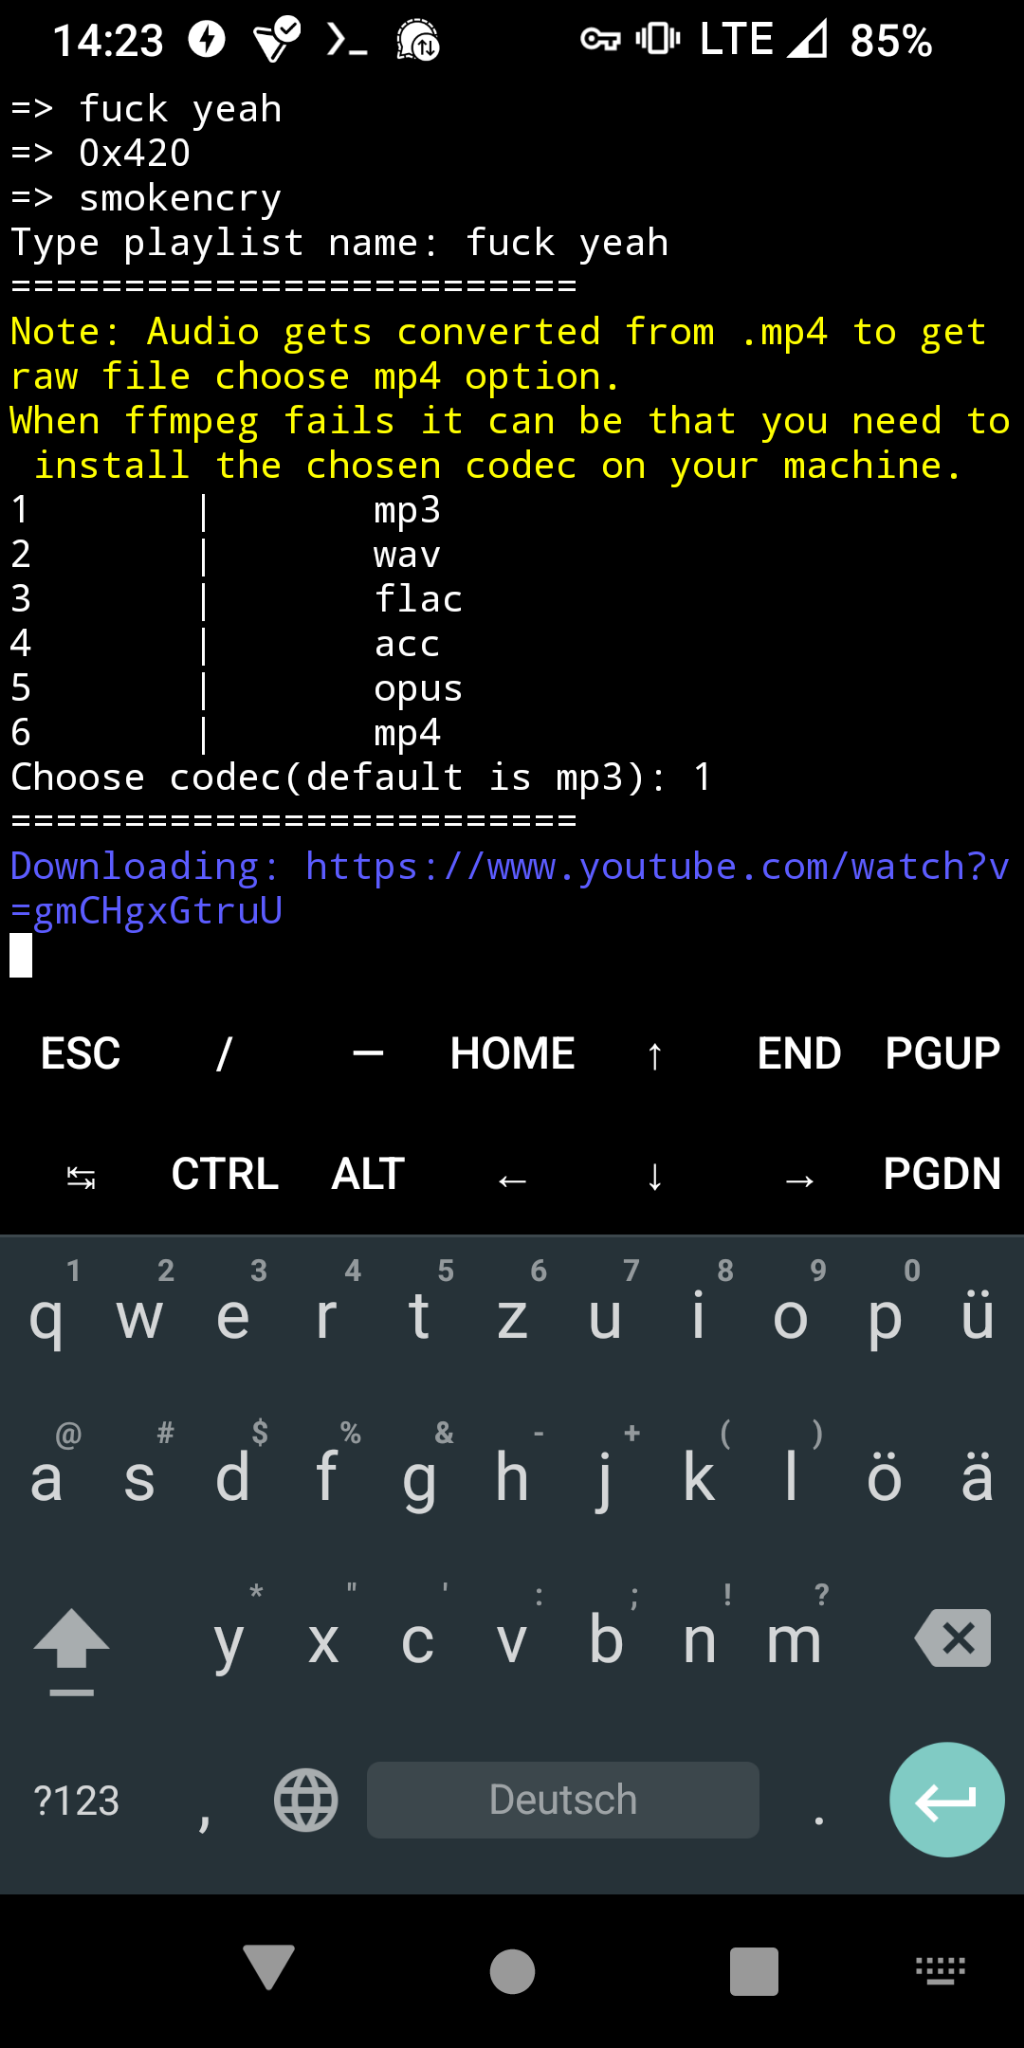 14:23 LTE 85%
=> fuck yeah
=> 0x420
=> smokencry
Type playlist name: fuck yeah
=========================
Note: Audio gets converted from .mp4 to get
raw file choose mp4 option.
When ffmpeg fails it can be that you need to
install the chosen codec on your machine.
1 | mp3
2 | wav
3 | flac
4 | acc
5 | opus
6 | mp4
Choose codec(default is mp3): 1
=========================
Downloading: https://www.youtube.com/watch?v
=gmCHgxGtruU
ESC / — HOME ↑ END PGUP
↹ CTRL ALT ← ↓ → PGDN
1 2 3 4 5 6 7 8 9 0
q w e r t z u i o p ü
@ # $ % & - + ( )
a s d f g h j k l ö ä
* " ' : ; ! ?
y x c v b n m
?123 , Deutsch .